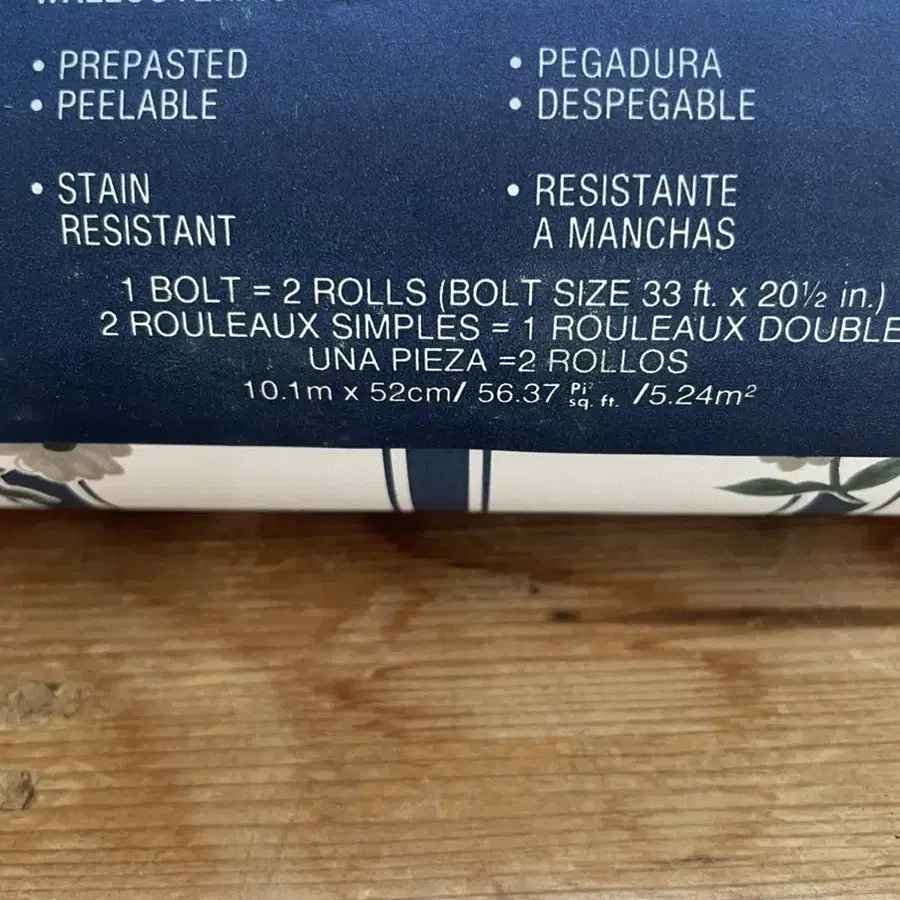 • PREPASTED
• PEELABLE
• STAIN
RESISTANT
• PEGADURA
• DESPEGABLE
• RESISTANTE
A MANCHAS
1 BOLT = 2 ROLLS (BOLT SIZE 33 ft. x 20½ in.)
2 ROULEAUX SIMPLES = 1 ROULEAUX DOUBLE
UNA PIEZA =2 ROLLOS
10.1m x 52cm/ 56.37 Pi² sq. ft. /5.24m²